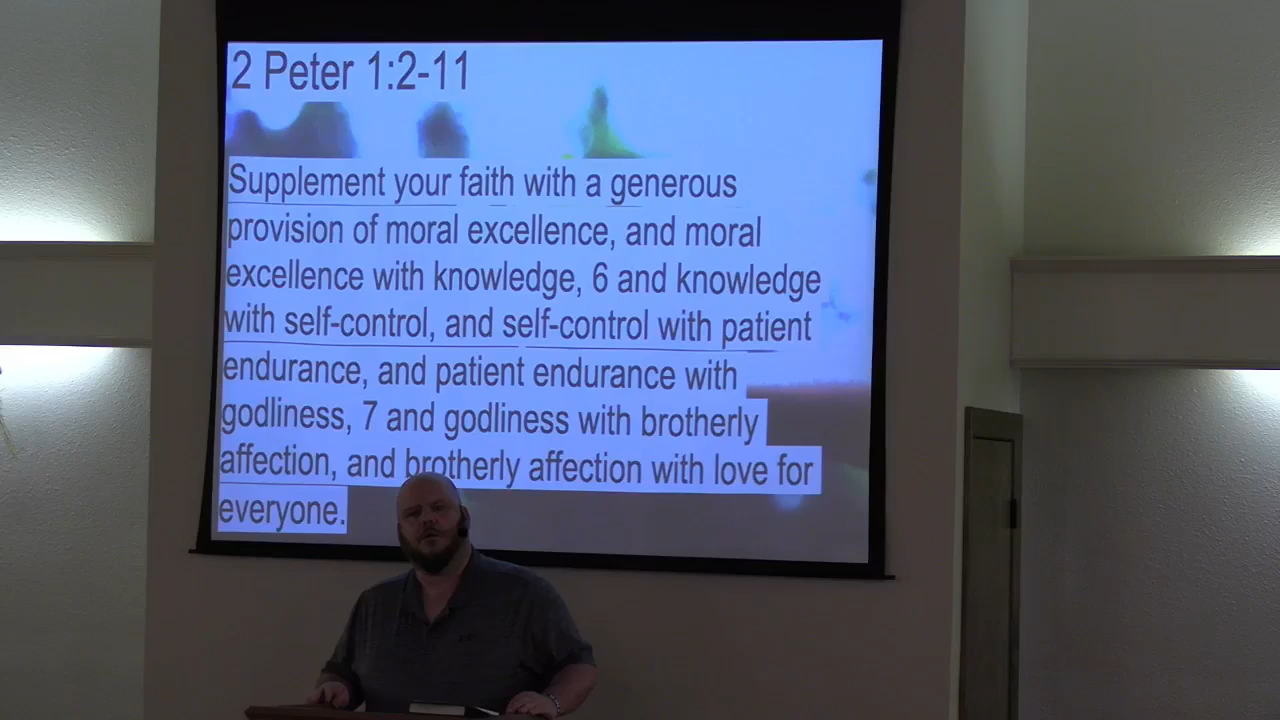 2 Peter 1:2-11
Supplement your faith with a generous
provision of moral excellence, and moral
excellence with knowledge, 6 and knowledge
with self-control, and self-control with patient
endurance, and patient endurance with
godliness, 7 and godliness with brotherly
affection, and brotherly affection with love for
everyone.